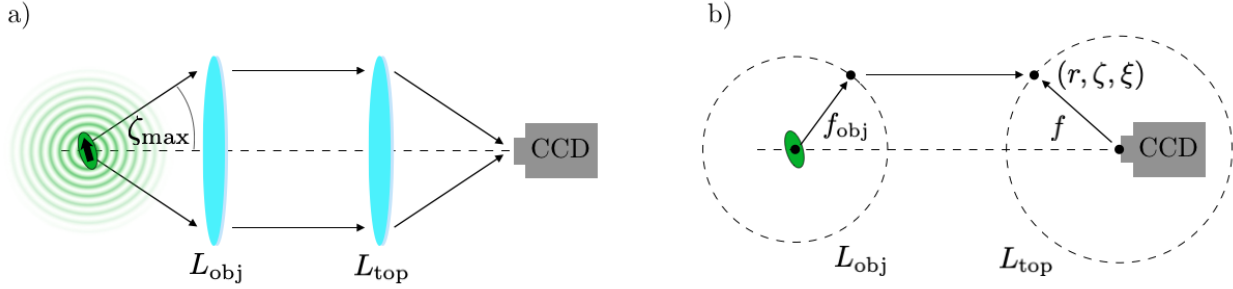 a)
ζmax
CCD
Lobj
Ltop
b)
(r, ζ, ξ)
fobj
f
CCD
Lobj
Ltop